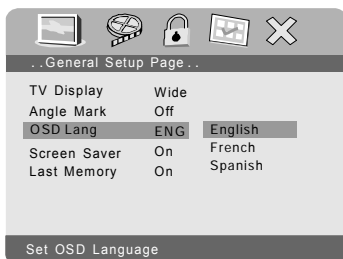 ..General Setup Page..
TV Display Wide
Angle Mark Off
OSD Lang ENG English
French
Screen Saver On
Spanish
Last Memory On
Set OSD Language